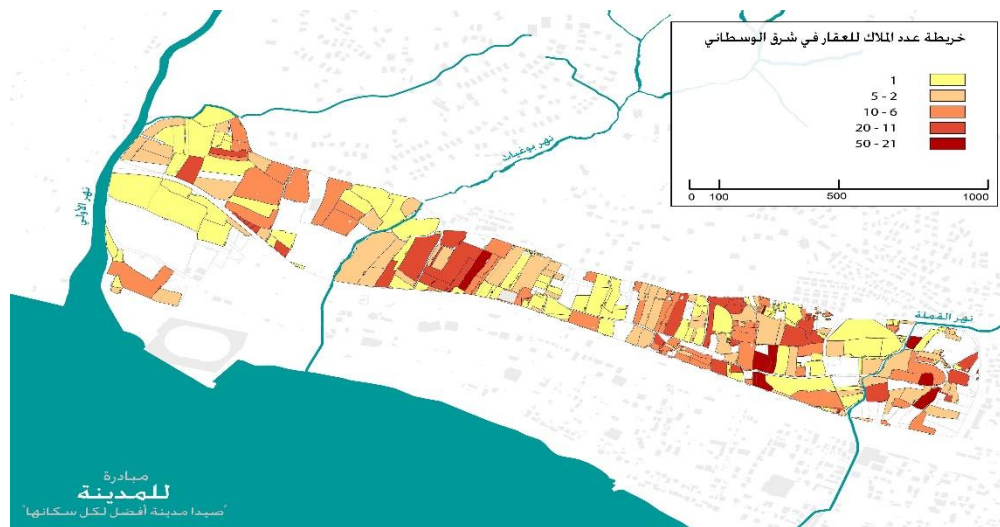 خريطة عدد الملاك للعقار في شرق الوسطاني
1
5 - 2
10 - 6
20 - 11
50 - 21
0 100 500 1000
نهر الأولي
نهر بوغياث
نهر القملة
مبادرة
للمدينة
"صيدا مدينة أفضل لكل سكانها"